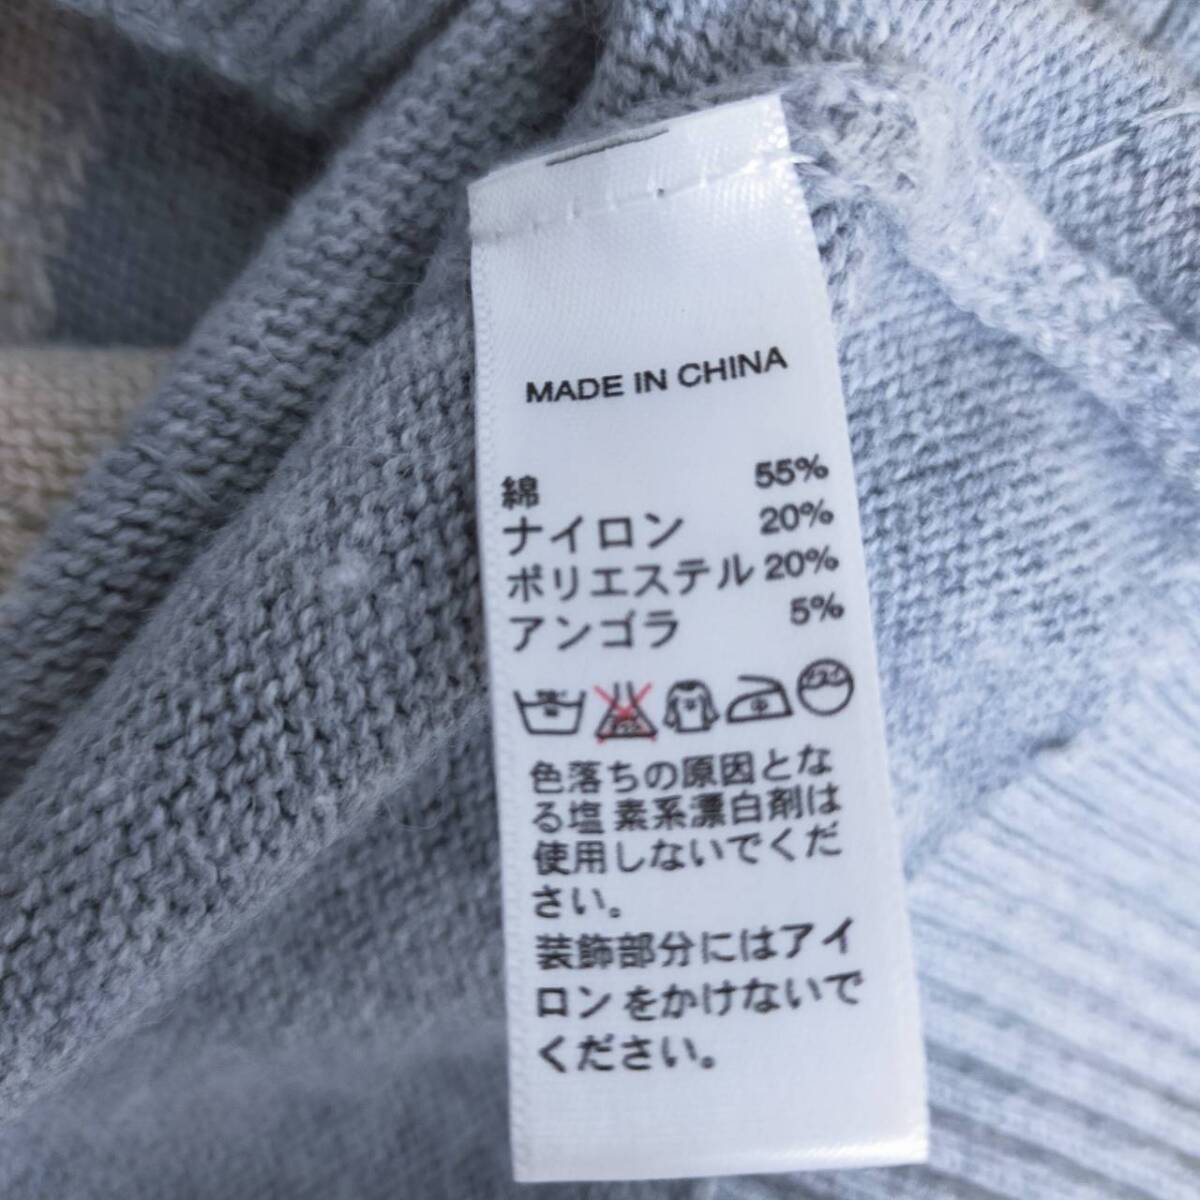 MADE IN CHINA
綿 55%
ナイロン 20%
ポリエステル 20%
アンゴラ 5%
色落ちの原因とな
る塩素系漂白剤は
使用しないでくだ
さい。
装飾部分にはアイ
ロンをかけないで
ください。